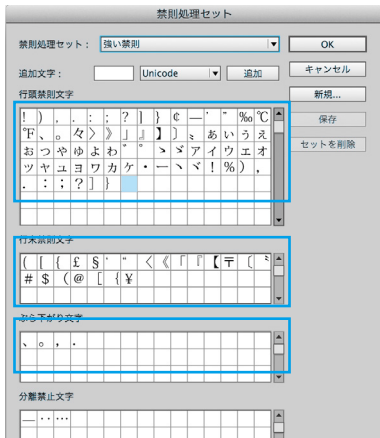 禁則処理セット
禁則処理セット： 強い禁則
OK
追加文字： Unicode 追加
キャンセル
行頭禁則文字
新規...
! ) , . : ; ? ] } ¢ — ' " ‰ ℃
℉ 、 。 々 〉 》 」 』 】 〕 〟 ぁ ぃ ぅ ぇ
ぉ っ ゃ ゅ ょ ゎ ゛ ゜ ゝ ゞ ァ ィ ゥ ェ ォ
ッ ャ ュ ョ ヮ ヵ ヶ ・ ー ヽ ヾ ！ ％ ） ，
． ： ； ？ ］ ｝
保存
セットを削除
行末禁則文字
( [ { £ § ' " 〈 《 「 『 【 〒 〔 〝
＃ ＄ （ ＠ ［ ｛ ￥
ぶら下がり文字
、 。 ， ．
分離禁止文字
— ‥ …